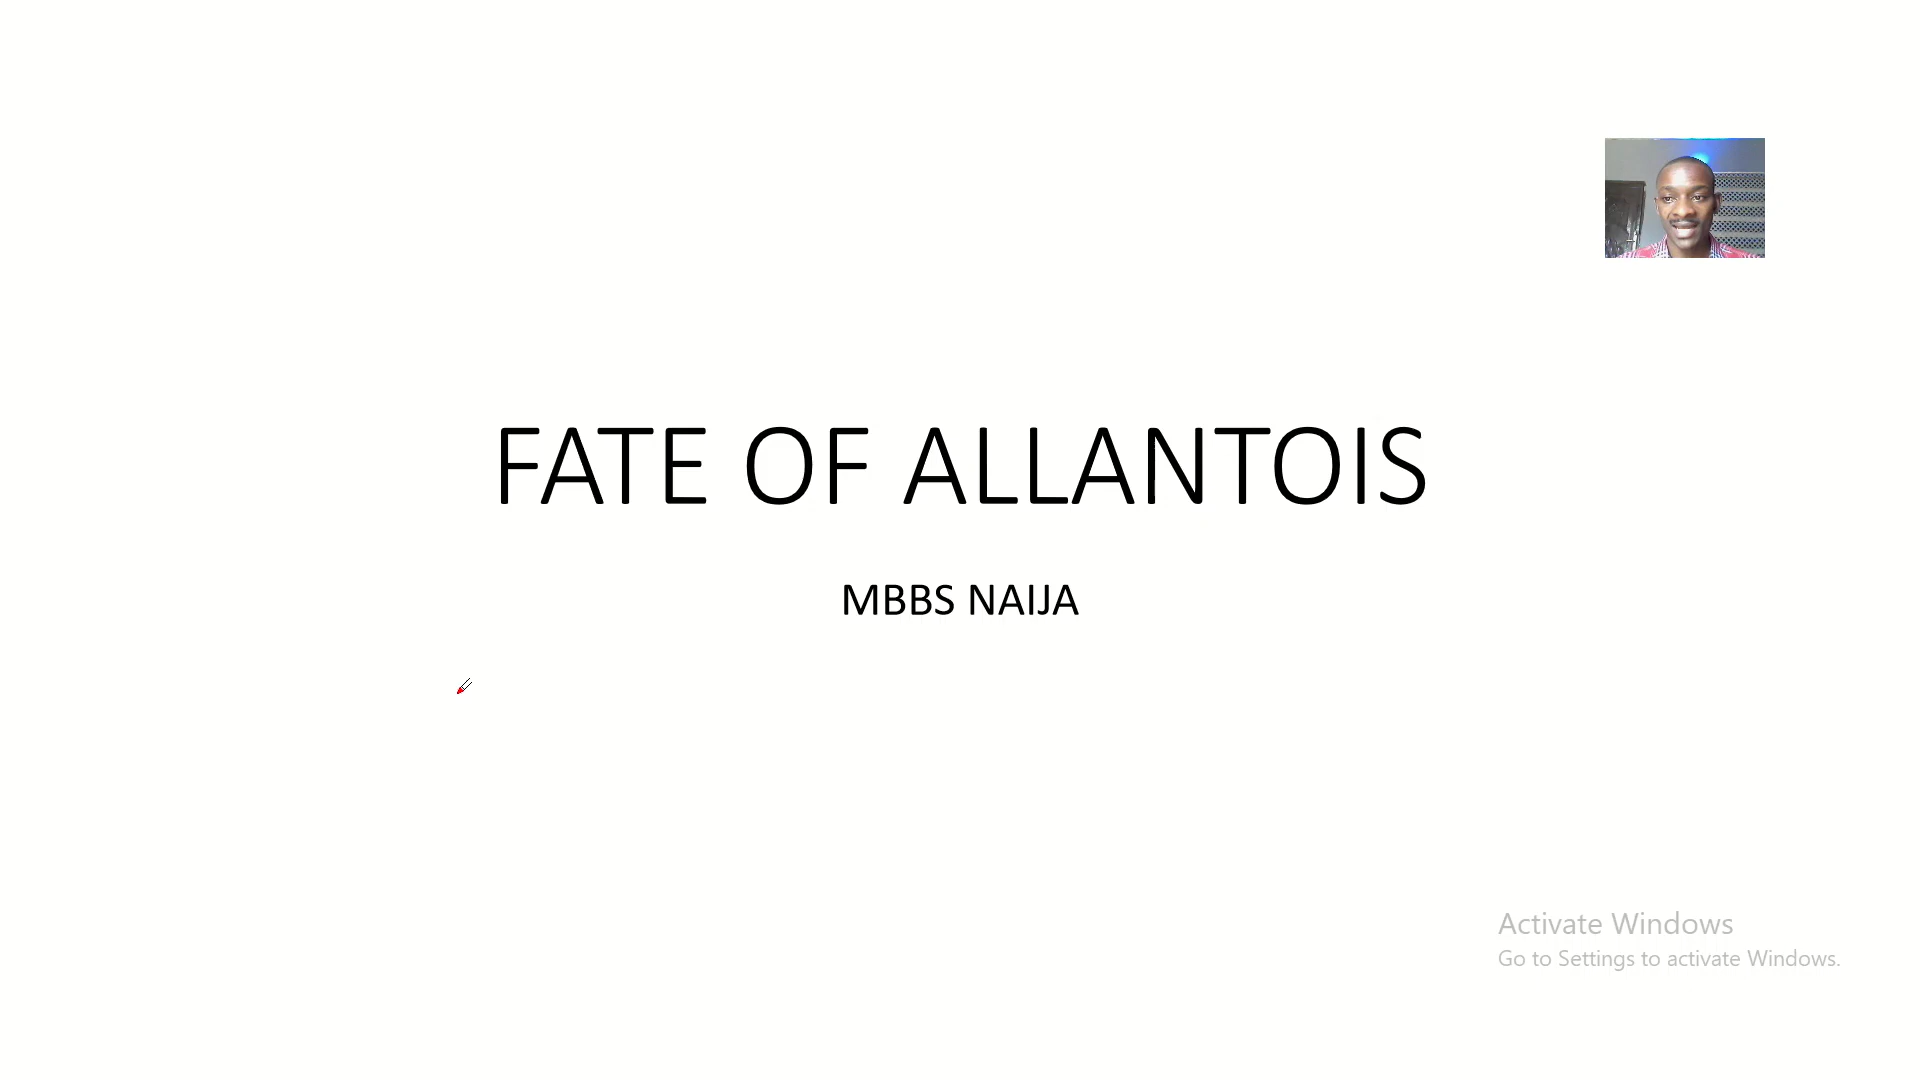 FATE OF ALLANTOIS
MBBS NAIJA
Activate Windows
Go to Settings to activate Windows.